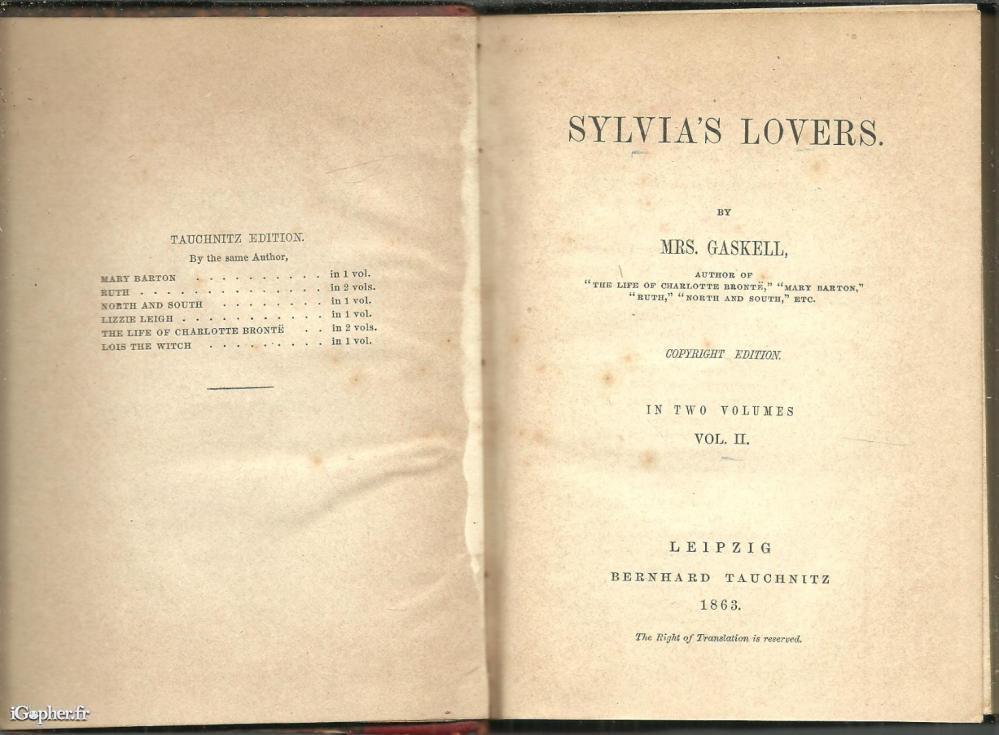 TAUCHNITZ EDITION.
By the same Author,
MARY BARTON . . . . . . . . . . in 1 vol.
RUTH . . . . . . . . . . . . . . . in 2 vols.
NORTH AND SOUTH . . . . . . . . in 1 vol.
LIZZIE LEIGH . . . . . . . . . . . in 1 vol.
THE LIFE OF CHARLOTTE BRONTË . . in 2 vols.
LOIS THE WITCH . . . . . . . . . in 1 vol.
SYLVIA'S LOVERS.
BY
MRS. GASKELL,
AUTHOR OF
"THE LIFE OF CHARLOTTE BRONTË," "MARY BARTON,"
"RUTH," "NORTH AND SOUTH," ETC.
COPYRIGHT EDITION.
IN TWO VOLUMES
VOL. II.
LEIPZIG
BERNHARD TAUCHNITZ
1863.
The Right of Translation is reserved.
iGopher.fr